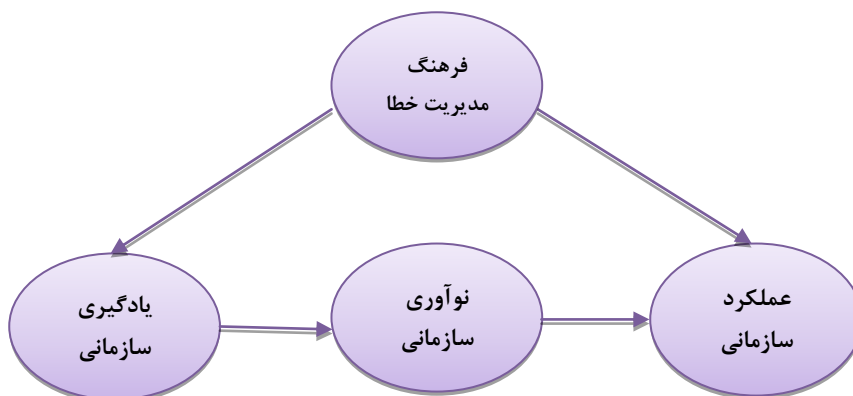 فرهنگ
مدیریت خطا
یادگیری
سازمانی
نوآوری
سازمانی
عملکرد
سازمانی